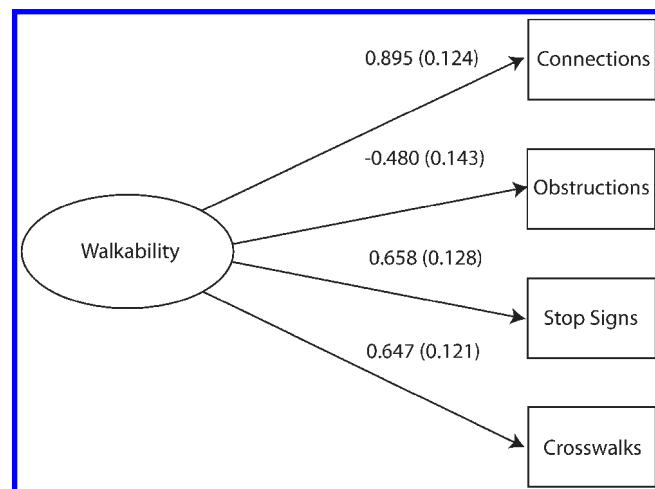 0.895 (0.124)
Connections
-0.480 (0.143)
Obstructions
Walkability
0.658 (0.128)
Stop Signs
0.647 (0.121)
Crosswalks